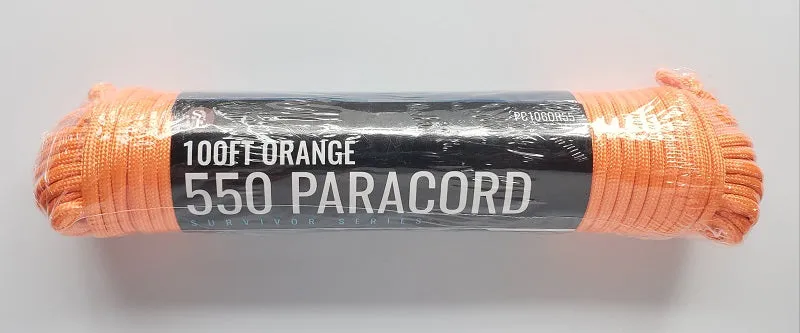 PC100OR55
100FT ORANGE
550 PARACORD
SURVIVOR SERIES